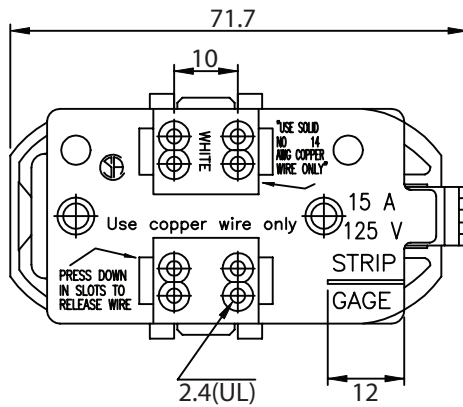 71.7
10
WHITE
"USE SOLID
NO 14
AWG COPPER
WIRE ONLY"
15 A
125 V
Use copper wire only
PRESS DOWN
IN SLOTS TO
RELEASE WIRE
STRIP
GAGE
2.4(UL)
12